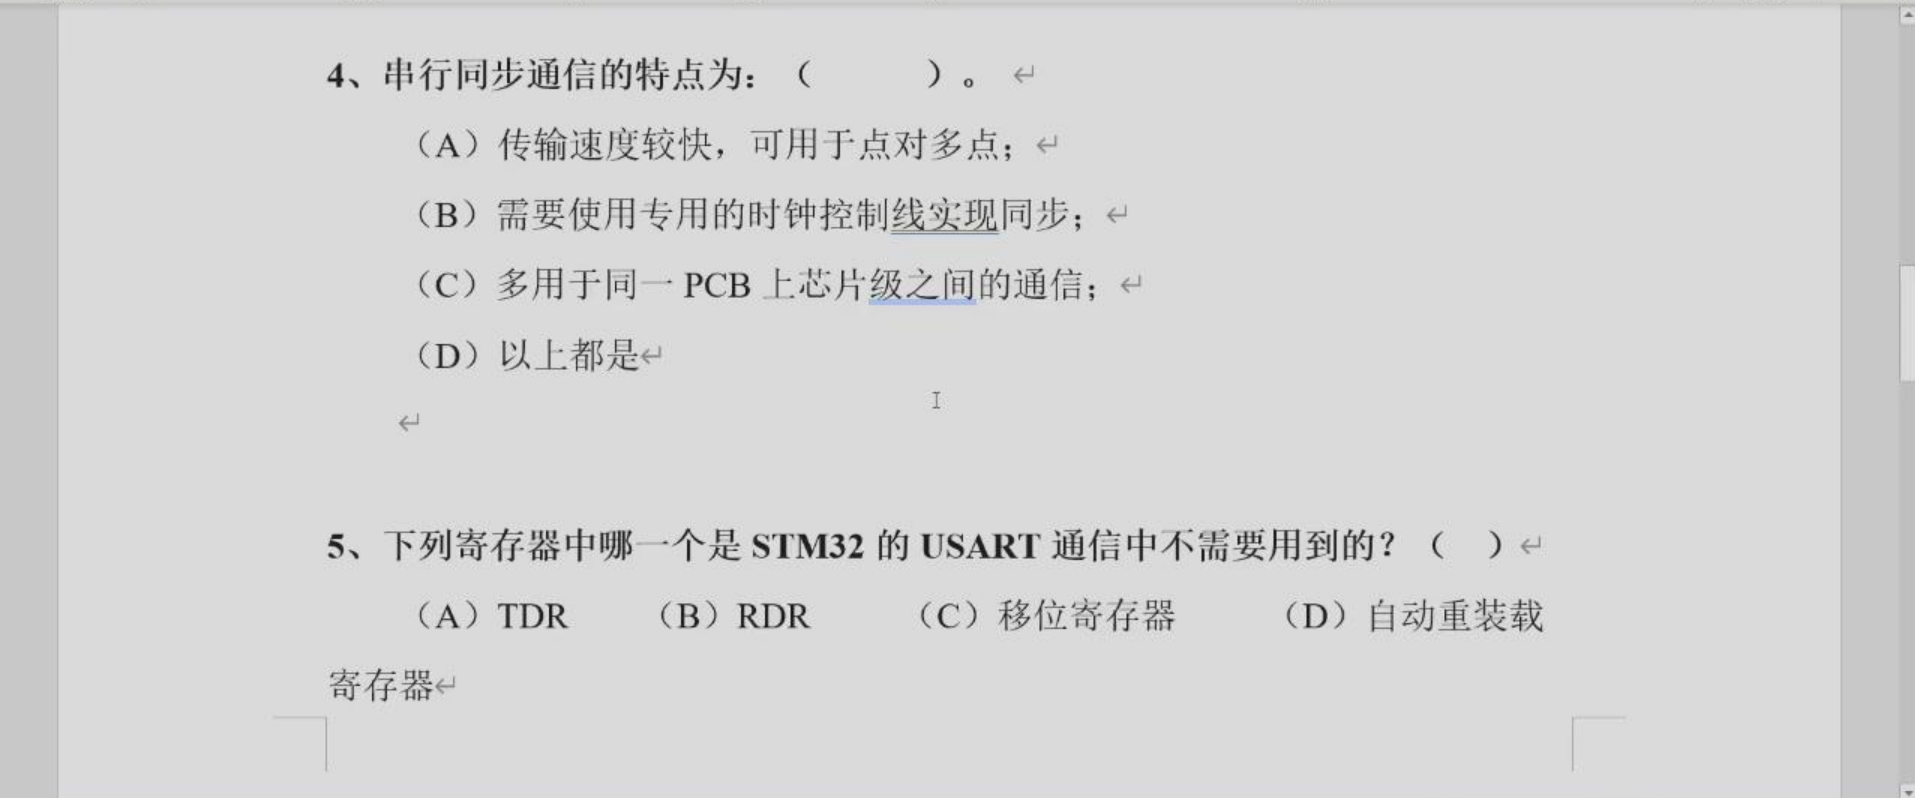 4、串行同步通信的特点为：（ ）。
（A）传输速度较快，可用于点对多点；
（B）需要使用专用的时钟控制线实现同步；
（C）多用于同一 PCB 上芯片级之间的通信；
（D）以上都是
5、下列寄存器中哪一个是 STM32 的 USART 通信中不需要用到的？（ ）
（A）TDR （B）RDR （C）移位寄存器 （D）自动重装载
寄存器